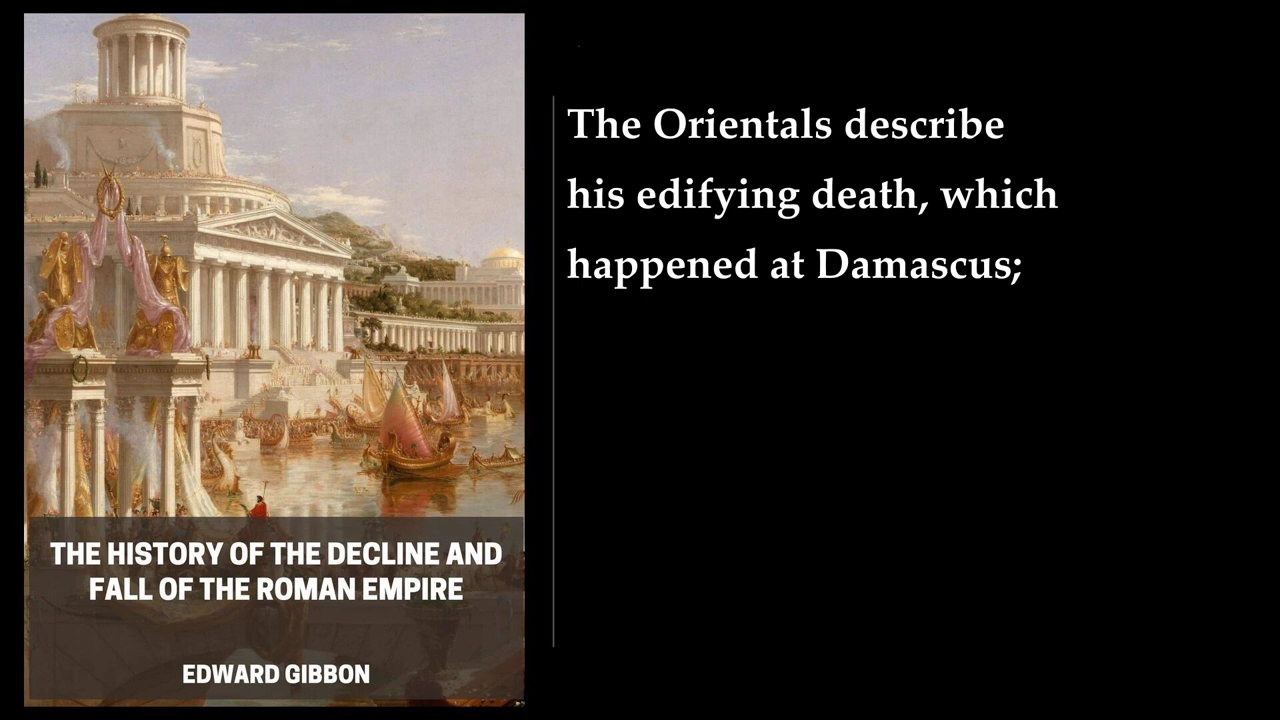 THE HISTORY OF THE DECLINE AND
FALL OF THE ROMAN EMPIRE
EDWARD GIBBON
The Orientals describe
his edifying death, which
happened at Damascus;